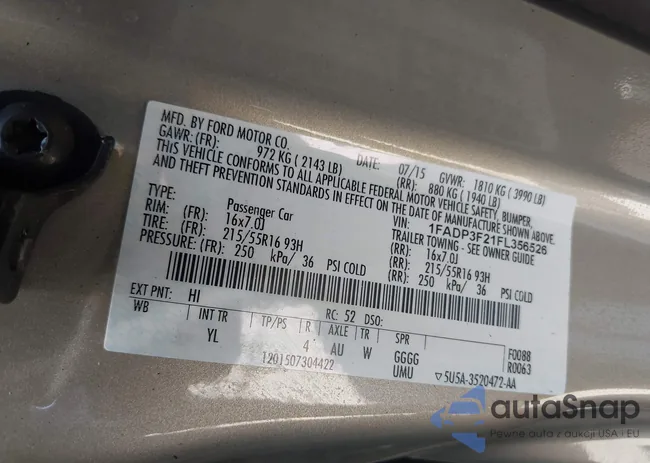 MFD. BY FORD MOTOR CO. DATE: 07/15 GVWR: 1810 KG ( 3990 LB)
GAWR: (FR): 972 KG ( 2143 LB) (RR): 880 KG ( 1940 LB)
THIS VEHICLE CONFORMS TO ALL APPLICABLE FEDERAL MOTOR VEHICLE SAFETY, BUMPER,
AND THEFT PREVENTION STANDARDS IN EFFECT ON THE DATE OF MANUFACTURE SHOWN ABOVE.
VIN: 1FADP3F21FL356526
TYPE: Passenger Car TRAILER TOWING - SEE OWNER GUIDE
RIM: (FR): 16x7.0J (RR): 16x7.0J
TIRE: (FR): 215/55R16 93H (RR): 215/55R16 93H
PRESSURE: (FR): 250 kPa/ 36 PSI COLD (RR): 250 kPa/ 36 PSI COLD
EXT PNT: HI RC: 52 DSO:
WB INT TR TP/PS R AXLE TR SPR
YL 4 AU W GGGG F0088
1201507304422 UMU R0063
▽ 5U5A-3520472-AA
autaSnap
Pewne auta z aukcji USA i EU